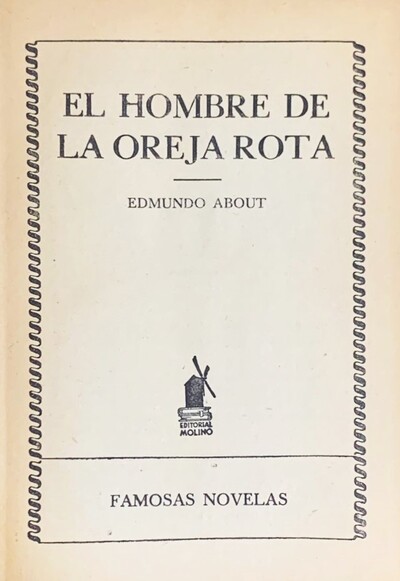 EL HOMBRE DE
LA OREJA ROTA
EDMUNDO ABOUT
EDITORIAL
MOLINO
FAMOSAS NOVELAS